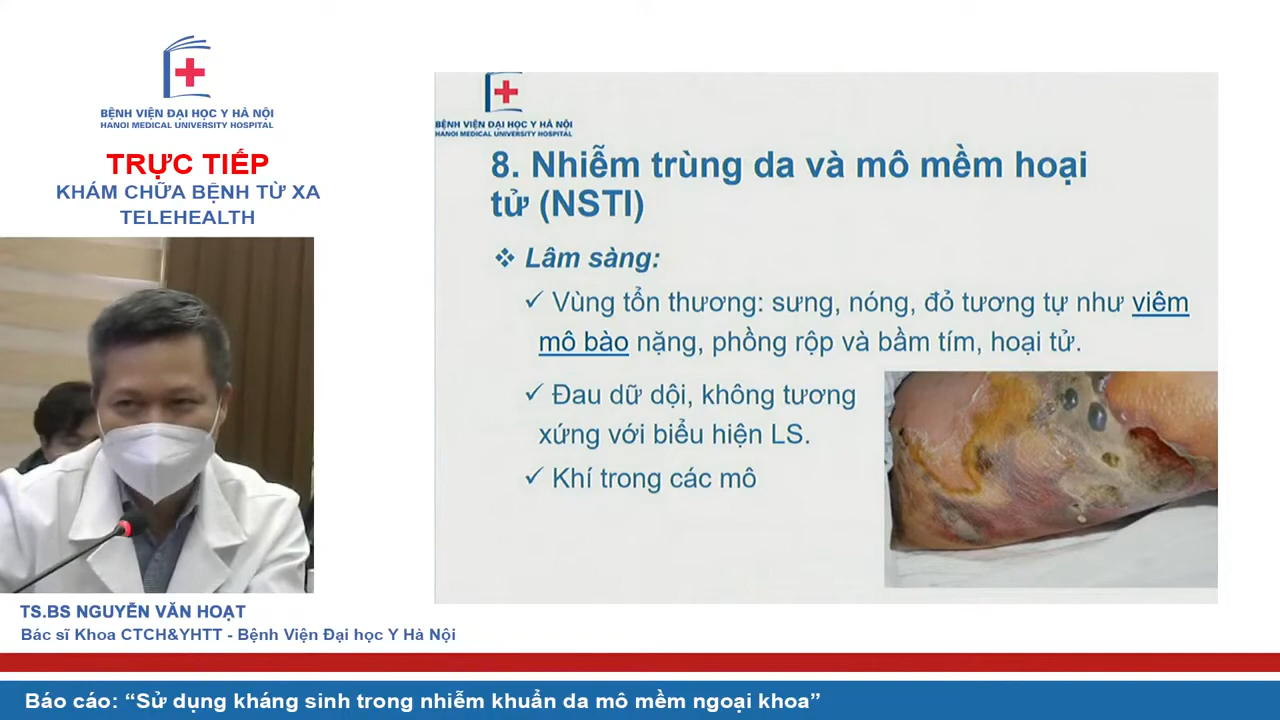 BỆNH VIỆN ĐẠI HỌC Y HÀ NỘI
HANOI MEDICAL UNIVERSITY HOSPITAL
TRỰC TIẾP
KHÁM CHỮA BỆNH TỪ XA
TELEHEALTH
BỆNH VIỆN ĐẠI HỌC Y HÀ NỘI
HANOI MEDICAL UNIVERSITY HOSPITAL
8. Nhiễm trùng da và mô mềm hoại
tử (NSTI)
❖ Lâm sàng:
✓ Vùng tổn thương: sưng, nóng, đỏ tương tự như viêm
mô bào nặng, phồng rộp và bầm tím, hoại tử.
✓ Đau dữ dội, không tương
xứng với biểu hiện LS.
✓ Khí trong các mô
TS.BS NGUYỄN VĂN HOẠT
Bác sĩ Khoa CTCH&YHTT - Bệnh Viện Đại học Y Hà Nội
Báo cáo: “Sử dụng kháng sinh trong nhiễm khuẩn da mô mềm ngoại khoa”